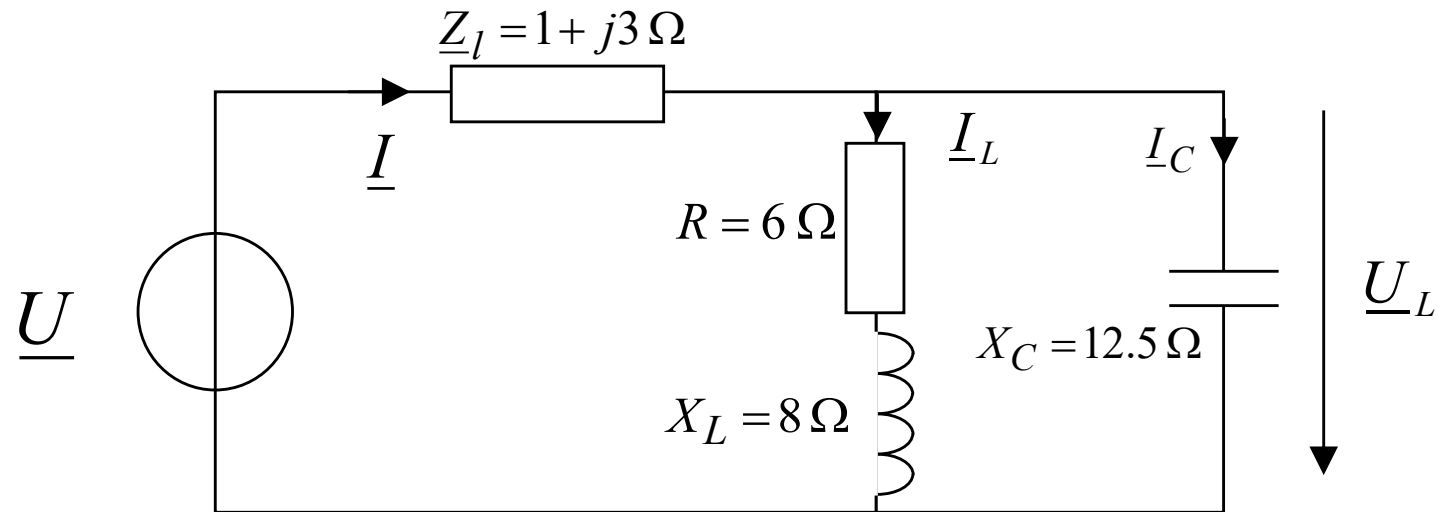 Z_l = 1 + j3 Ω
I
I_L
I_C
R = 6 Ω
U
U_L
X_C = 12.5 Ω
X_L = 8 Ω